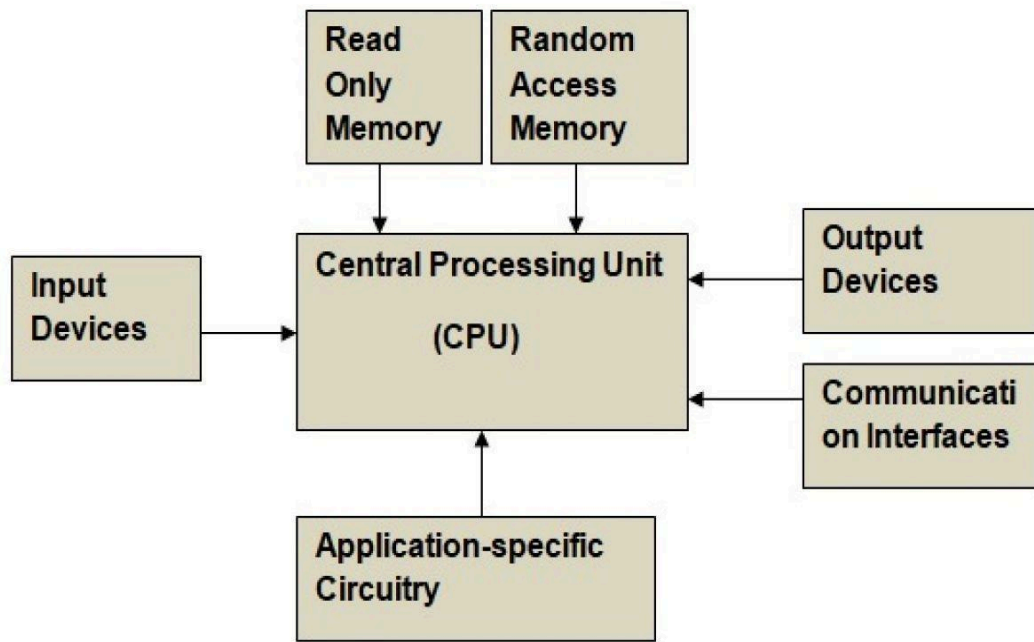 Read
Only
Memory
Random
Access
Memory
Input
Devices
Central Processing Unit
(CPU)
Output
Devices
Communicati
on Interfaces
Application-specific
Circuitry